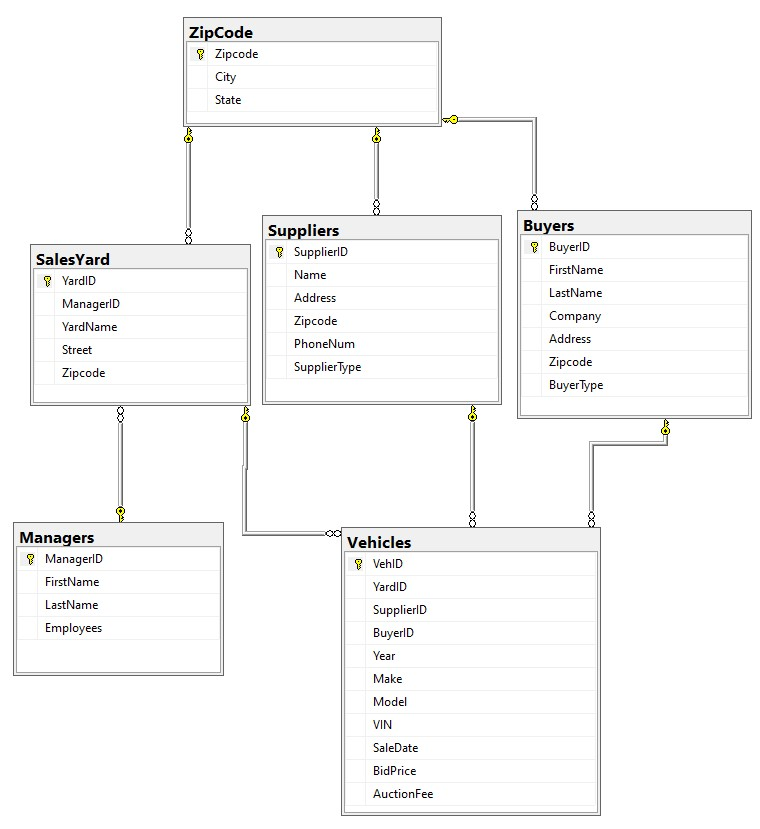 ZipCode
Zipcode
City
State
SalesYard
YardID
ManagerID
YardName
Street
Zipcode
Suppliers
SupplierID
Name
Address
Zipcode
PhoneNum
SupplierType
Buyers
BuyerID
FirstName
LastName
Company
Address
Zipcode
BuyerType
Managers
ManagerID
FirstName
LastName
Employees
Vehicles
VehID
YardID
SupplierID
BuyerID
Year
Make
Model
VIN
SaleDate
BidPrice
AuctionFee